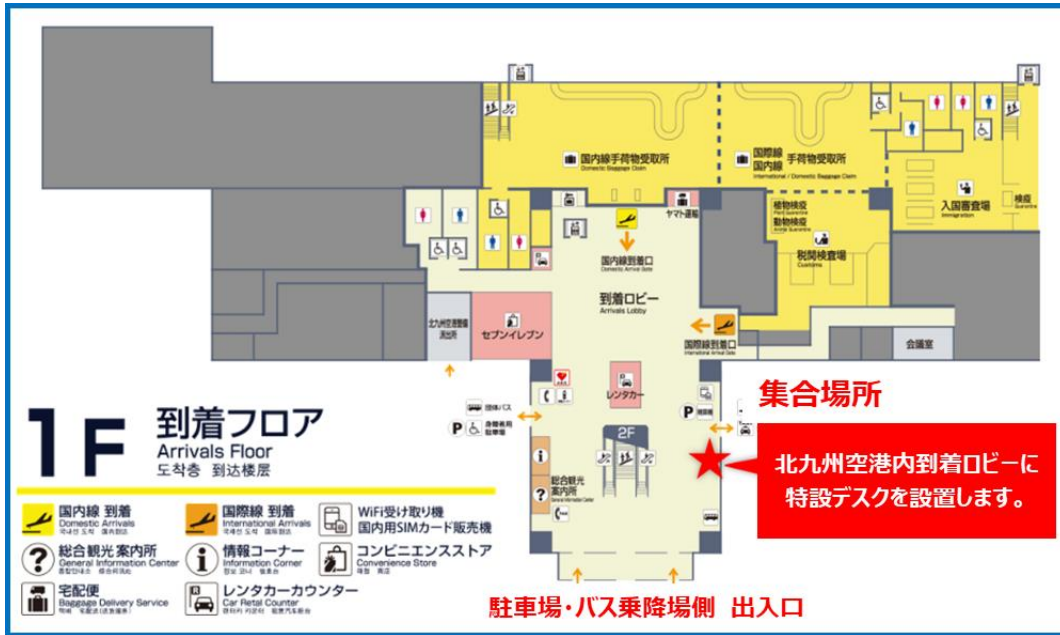 国内線手荷物受取所
Domestic Baggage Claim
国際線
国内線
手荷物受取所
International / Domestic Baggage Claim
ヤマト運輸
植物検疫
Plant Quarantine
動物検疫
Animal Quarantine
税関検査場
Customs
入国審査場
Immigration
検疫
Quarantine
国内線到着口
Domestic Arrival Gate
到着ロビー
Arrivals Lobby
セブンイレブン
国際線到着口
International Arrival Gate
会議室
レンタカー
団体バス
P
身障者用
駐車場
P
2F
総合観光
案内所
General Information Center
集合場所
北九州空港内到着ロビーに
特設デスクを設置します。
駐車場・バス乗降場側 出入口
1F
到着フロア
Arrivals Floor
도착층 到达楼层
国内線 到着
Domestic Arrivals
国際線 到着
International Arrivals
WiFi受け取り機
国内用SIMカード販売機
総合観光案内所
General Information Center
情報コーナー
Information Corner
コンビニエンスストア
Convenience Store
宅配便
Baggage Delivery Service
レンタカーカウンター
Car Retal Counter